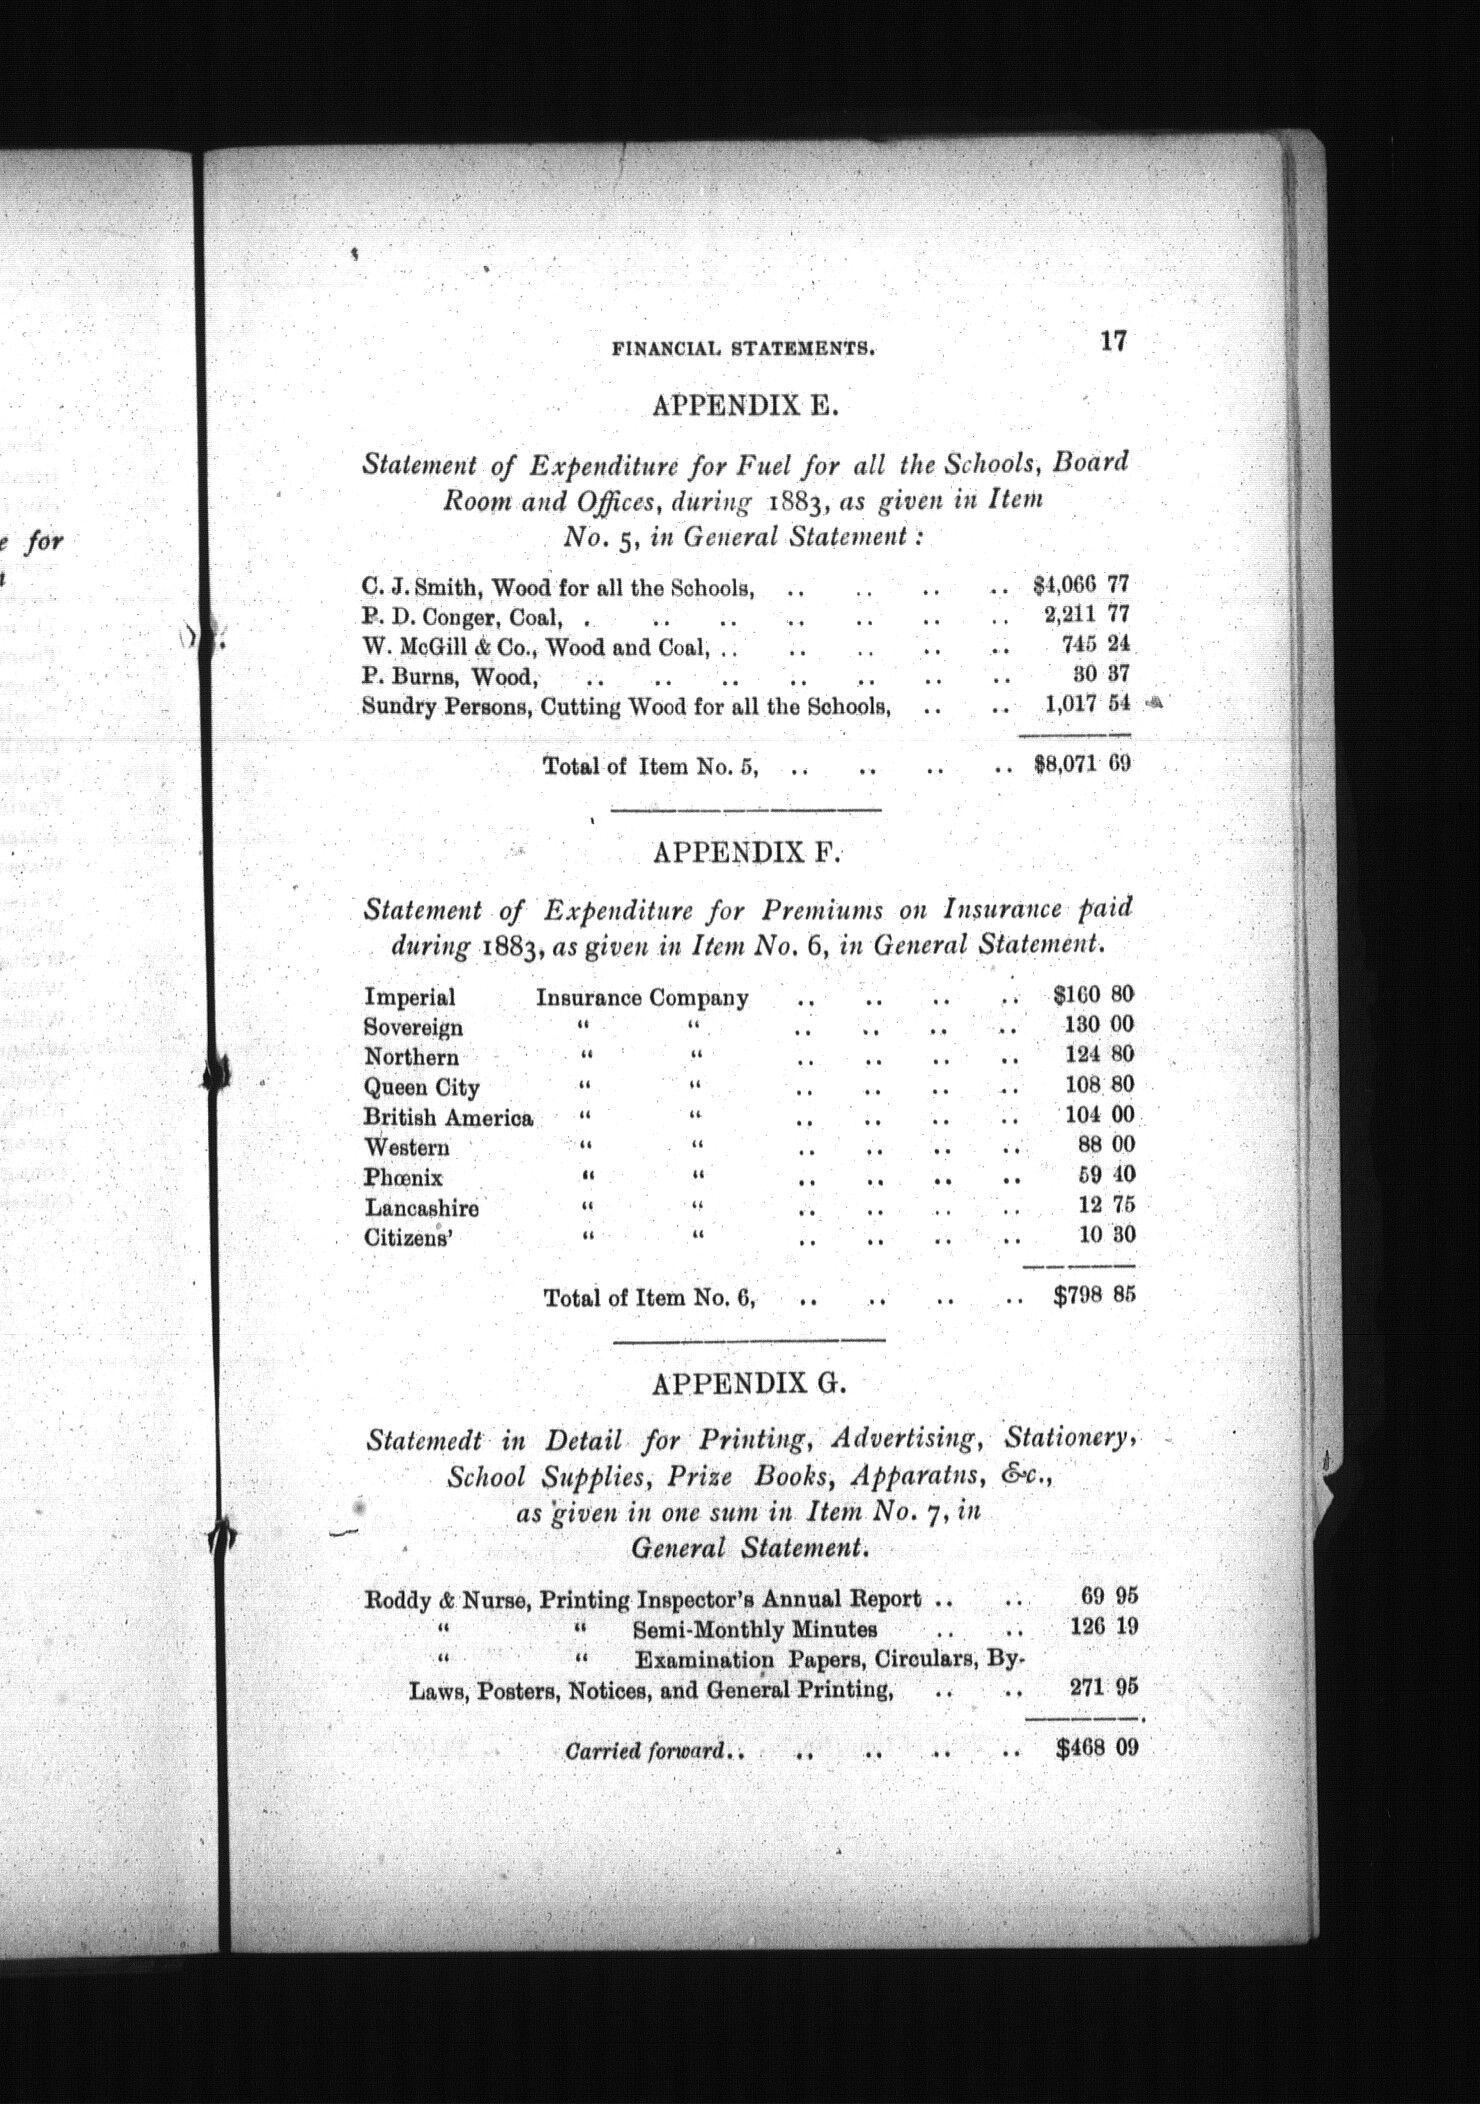 e for
FINANCIAL STATEMENTS. 17
APPENDIX E.
Statement of Expenditure for Fuel for all the Schools, Board
Room and Offices, during 1883, as given in Item
No. 5, in General Statement :
C. J. Smith, Wood for all the Schools, .. .. .. .. $4,066 77
P. D. Conger, Coal, . .. .. .. .. .. .. 2,211 77
W. McGill & Co., Wood and Coal, .. .. .. .. .. 745 24
P. Burns, Wood, .. .. .. .. .. .. .. 30 37
Sundry Persons, Cutting Wood for all the Schools, .. .. 1,017 54
Total of Item No. 5, .. .. .. .. $8,071 69
APPENDIX F.
Statement of Expenditure for Premiums on Insurance paid
during 1883, as given in Item No. 6, in General Statement.
Imperial Insurance Company .. .. .. .. $160 80
Sovereign “ “ .. .. .. .. 130 00
Northern “ “ .. .. .. .. 124 80
Queen City “ “ .. .. .. .. 108 80
British America “ “ .. .. .. .. 104 00
Western “ “ .. .. .. .. 88 00
Phœnix “ “ .. .. .. .. 59 40
Lancashire “ “ .. .. .. .. 12 75
Citizens’ “ “ .. .. .. .. 10 30
Total of Item No. 6, .. .. .. .. $798 85
APPENDIX G.
Statemedt in Detail for Printing, Advertising, Stationery,
School Supplies, Prize Books, Apparatns, &c.,
as given in one sum in Item No. 7, in
General Statement.
Roddy & Nurse, Printing Inspector’s Annual Report .. .. 69 95
“ “ Semi-Monthly Minutes .. .. 126 19
“ “ Examination Papers, Circulars, By-
Laws, Posters, Notices, and General Printing, .. .. 271 95
Carried forward.. .. .. .. .. $468 09